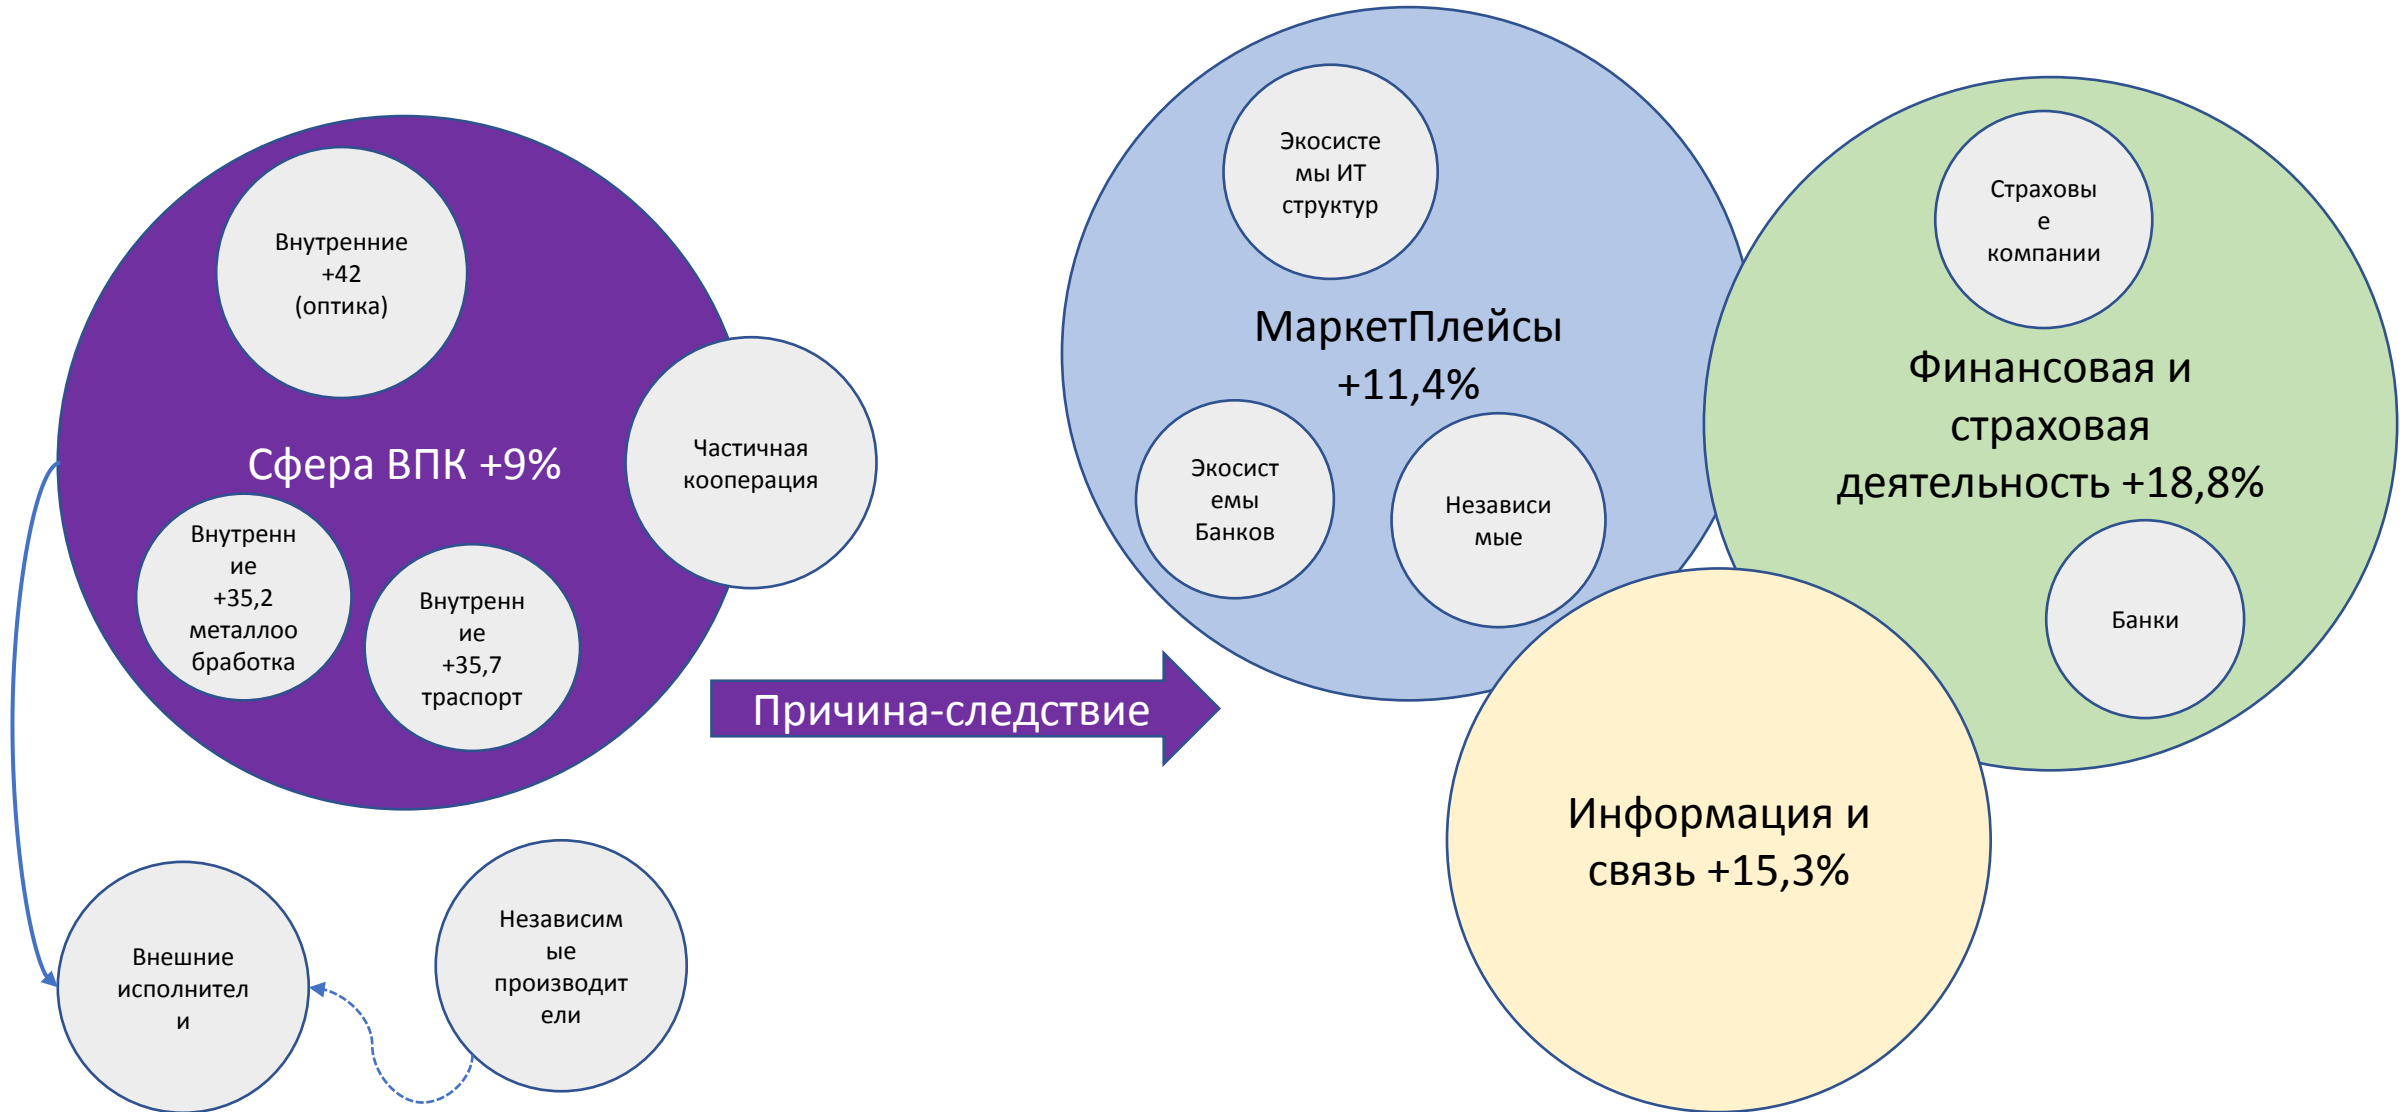 Внутренние
+42
(оптика)
Сфера ВПК +9%
Частичная
кооперация
Внутренн
ие
+35,2
металлоо
бработка
Внутренн
ие
+35,7
траспорт
Причина-следствие
Внешние
исполнител
и
Независим
ые
производит
ели
Экосисте
мы ИТ
структур
МаркетПлейсы
+11,4%
Экосист
емы
Банков
Независи
мые
Страховы
е
компании
Финансовая и
страховая
деятельность +18,8%
Банки
Информация и
связь +15,3%